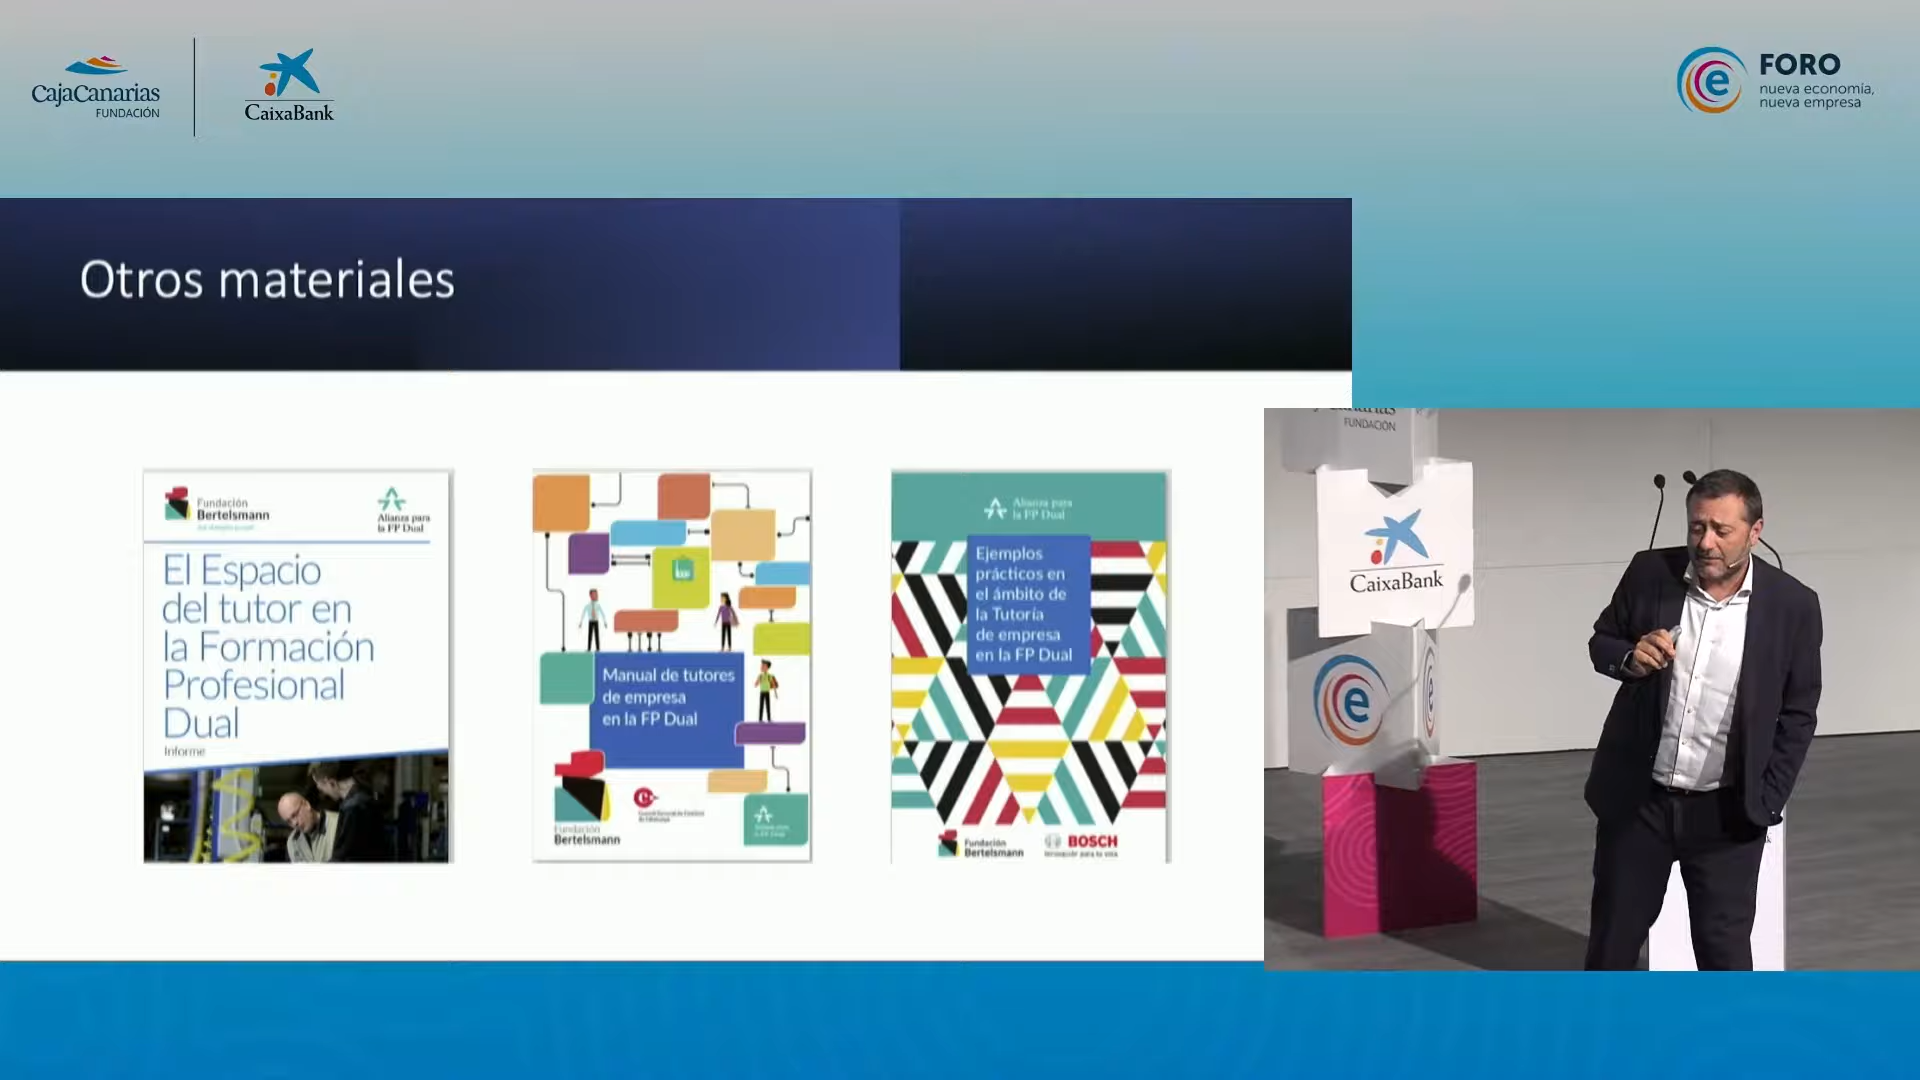 CajaCanarias
FUNDACIÓN
CaixaBank
FORO
nueva economía,
nueva empresa
Otros materiales
Fundación
Bertelsmann
Alianza para
la FP Dual
El Espacio
del tutor en
la Formación
Profesional
Dual
Informe
Manual de tutores
de empresa
en la FP Dual
Fundación
Bertelsmann
Alianza para
la FP Dual
Ejemplos
prácticos en
el ámbito de
la Tutoría
de empresa
en la FP Dual
Fundación
Bertelsmann
BOSCH
FUNDACIÓN
CaixaBank
e